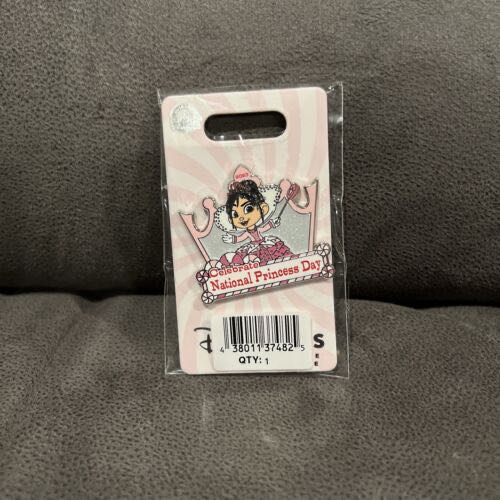 Celebrate
National Princess Day
4 38011 37482 5
QTY: 1